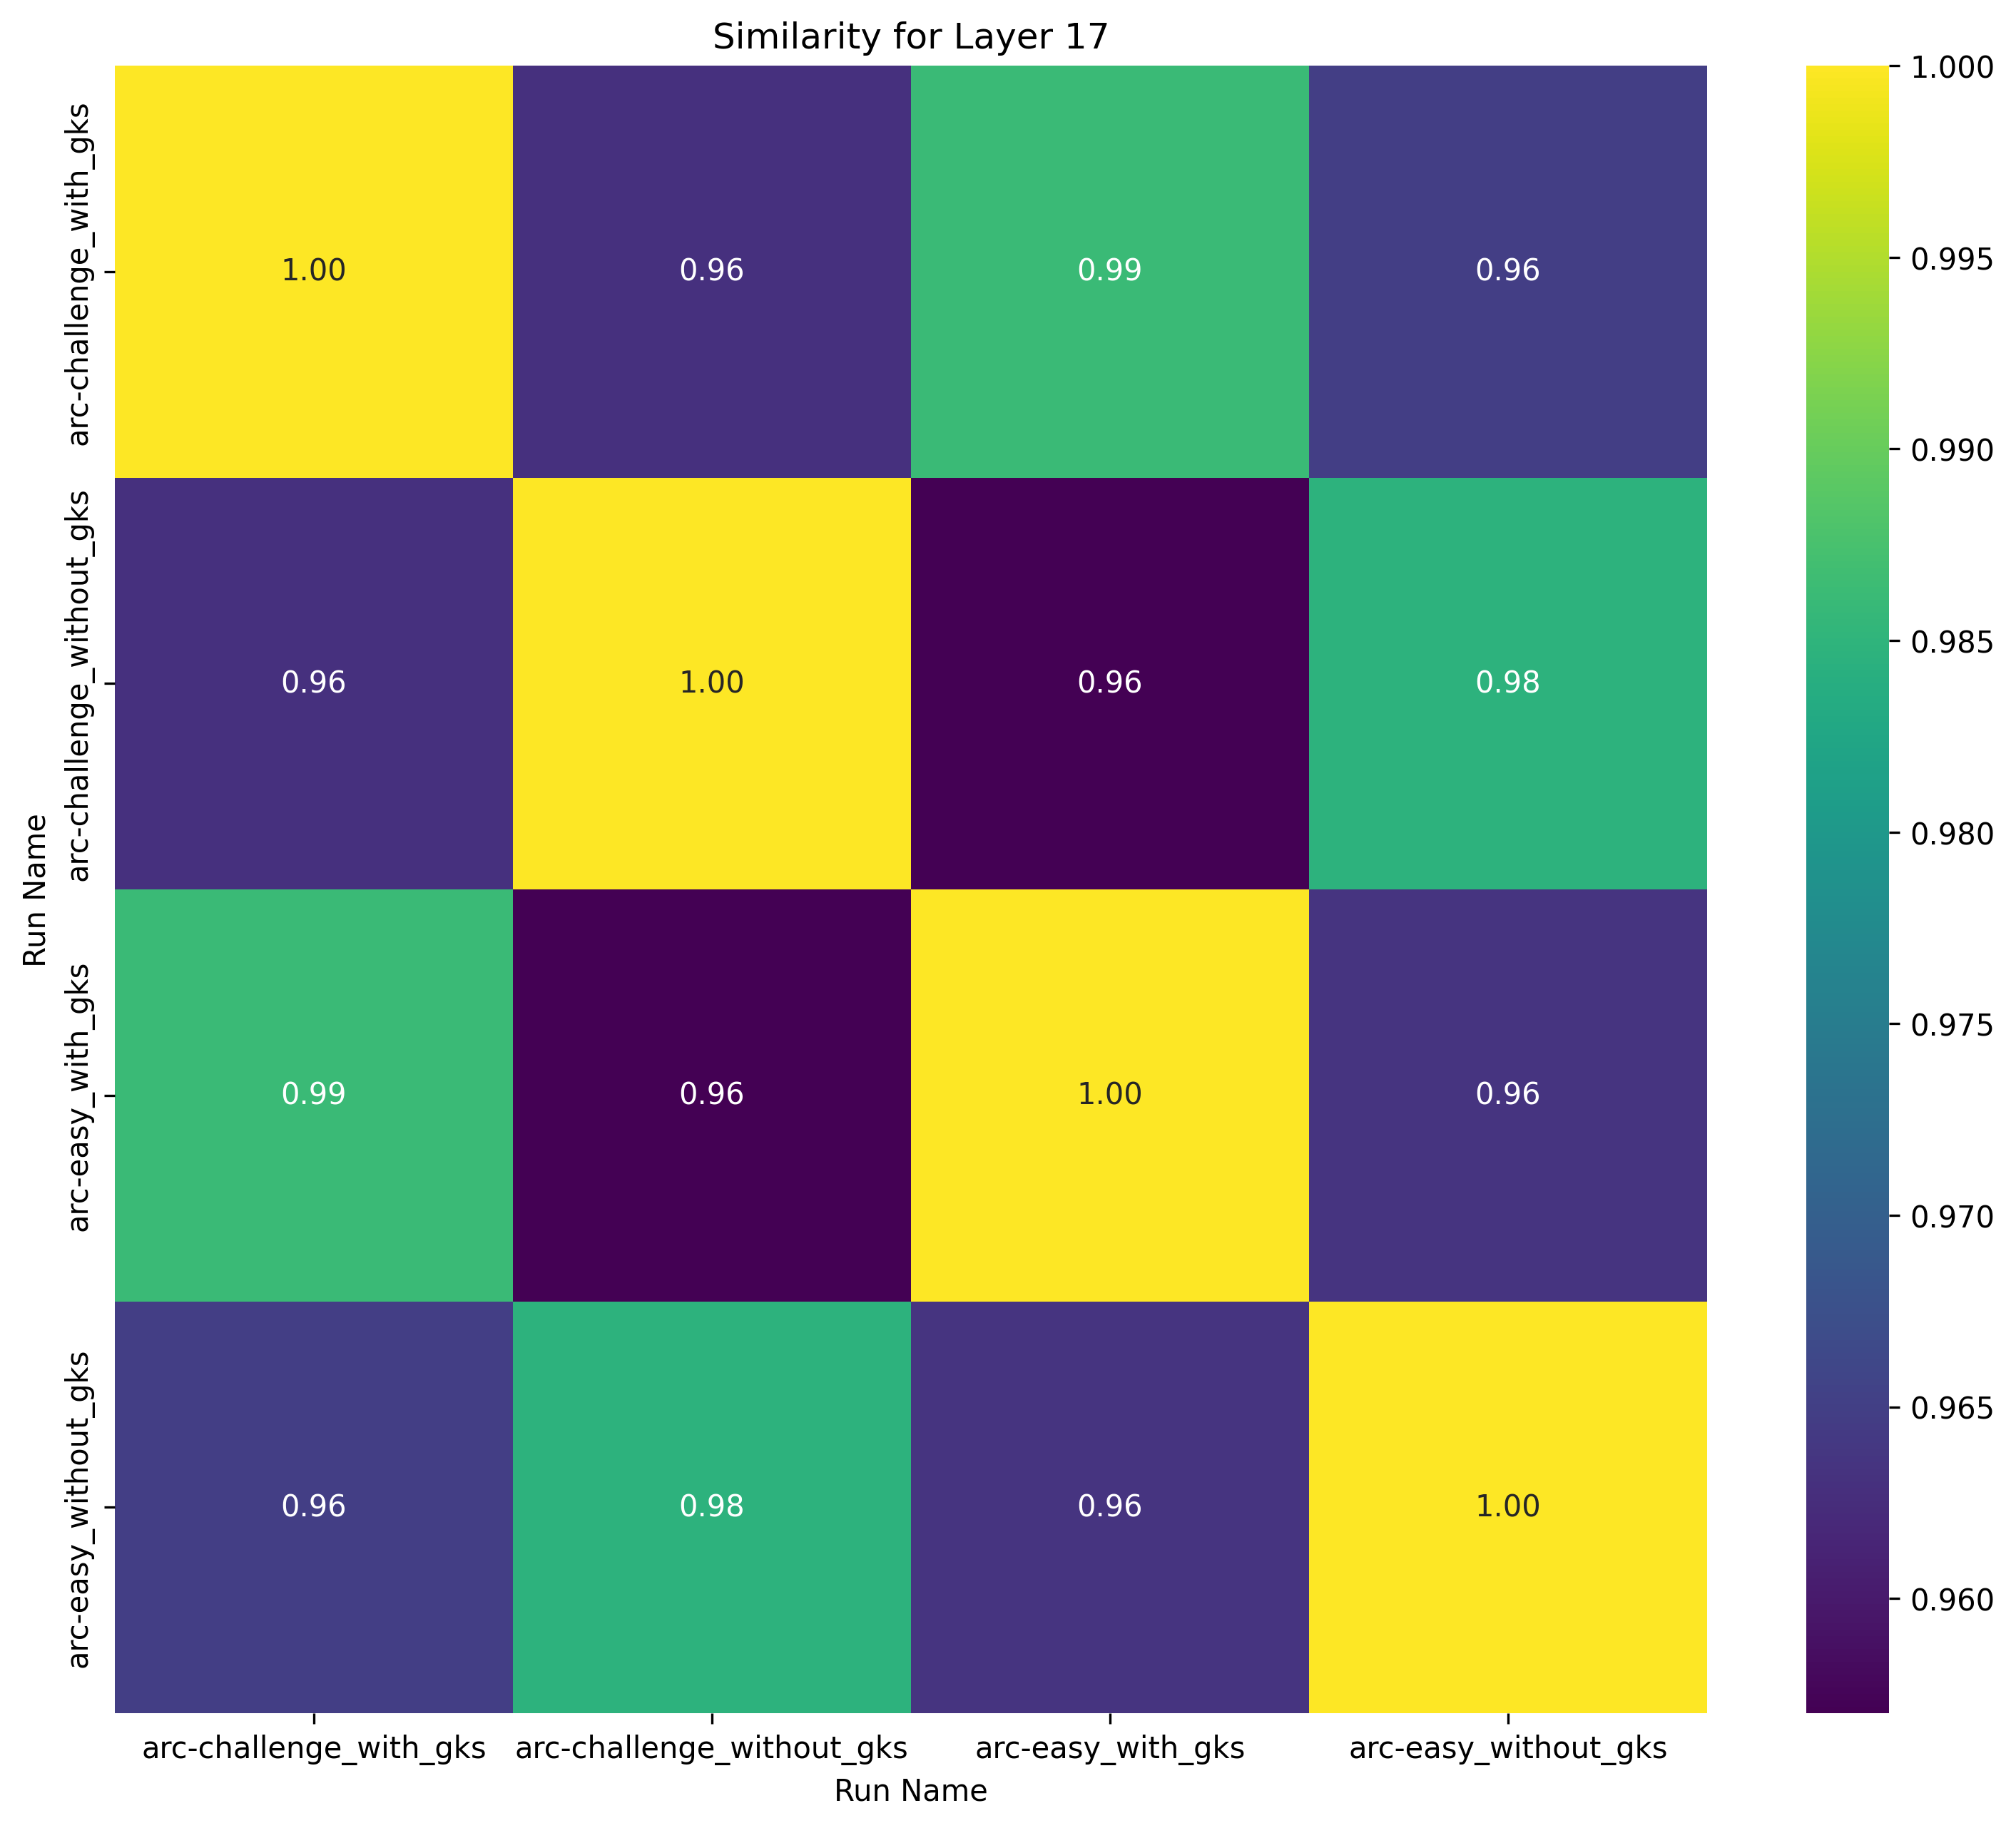 Similarity for Layer 17
Run Name
arc-challenge_with_gks
1.00 0.96 0.99 0.96
arc-challenge_without_gks
0.96 1.00 0.96 0.98
arc-easy_with_gks
0.99 0.96 1.00 0.96
arc-easy_without_gks
0.96 0.98 0.96 1.00
arc-challenge_with_gks arc-challenge_without_gks arc-easy_with_gks arc-easy_without_gks
Run Name
1.000
0.995
0.990
0.985
0.980
0.975
0.970
0.965
0.960